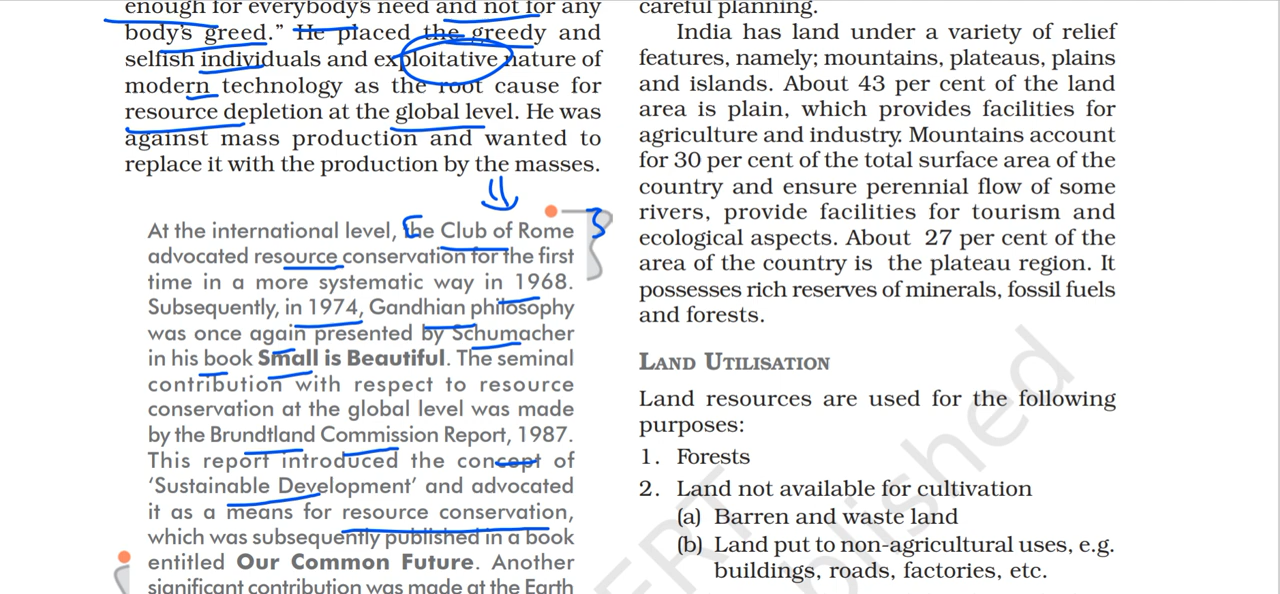 enough for everybody's need and not for any
body's greed." He placed the greedy and
selfish individuals and exploitative nature of
modern technology as the root cause for
resource depletion at the global level. He was
against mass production and wanted to
replace it with the production by the masses.
At the international level, the Club of Rome
advocated resource conservation for the first
time in a more systematic way in 1968.
Subsequently, in 1974, Gandhian philosophy
was once again presented by Schumacher
in his book Small is Beautiful. The seminal
contribution with respect to resource
conservation at the global level was made
by the Brundtland Commission Report, 1987.
This report introduced the concept of
‘Sustainable Development’ and advocated
it as a means for resource conservation,
which was subsequently published in a book
entitled Our Common Future. Another
significant contribution was made at the Earth
careful planning.
India has land under a variety of relief
features, namely; mountains, plateaus, plains
and islands. About 43 per cent of the land
area is plain, which provides facilities for
agriculture and industry. Mountains account
for 30 per cent of the total surface area of the
country and ensure perennial flow of some
rivers, provide facilities for tourism and
ecological aspects. About 27 per cent of the
area of the country is the plateau region. It
possesses rich reserves of minerals, fossil fuels
and forests.
LAND UTILISATION
Land resources are used for the following
purposes:
1. Forests
2. Land not available for cultivation
(a) Barren and waste land
(b) Land put to non-agricultural uses, e.g.
buildings, roads, factories, etc.